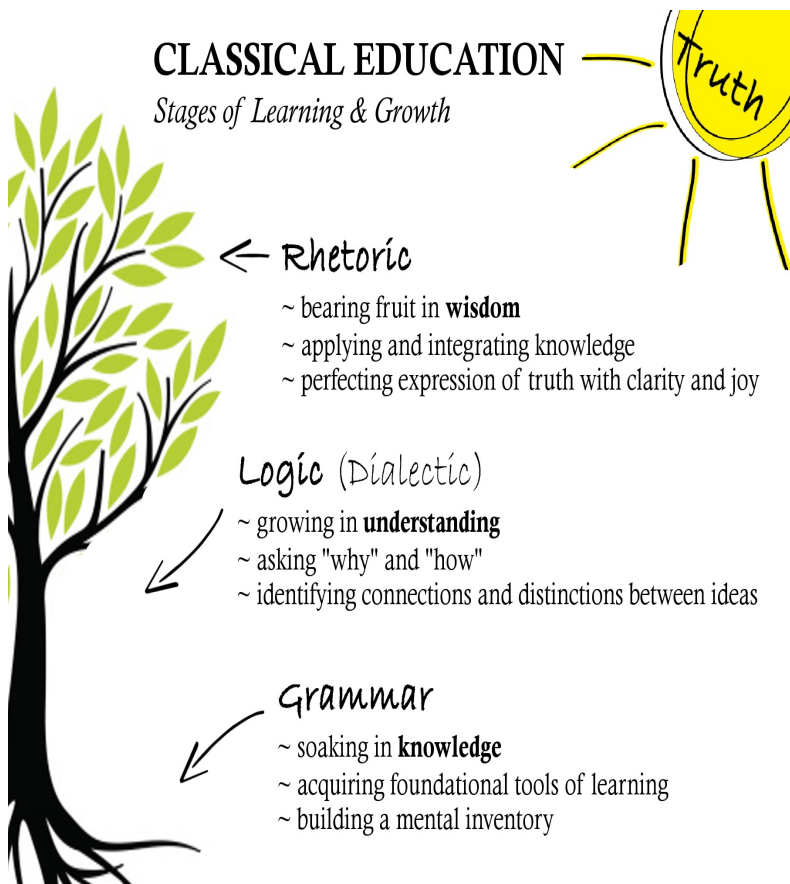 CLASSICAL EDUCATION
Stages of Learning & Growth
Truth
Rhetoric
~ bearing fruit in wisdom
~ applying and integrating knowledge
~ perfecting expression of truth with clarity and joy
Logic (Dialectic)
~ growing in understanding
~ asking "why" and "how"
~ identifying connections and distinctions between ideas
Grammar
~ soaking in knowledge
~ acquiring foundational tools of learning
~ building a mental inventory